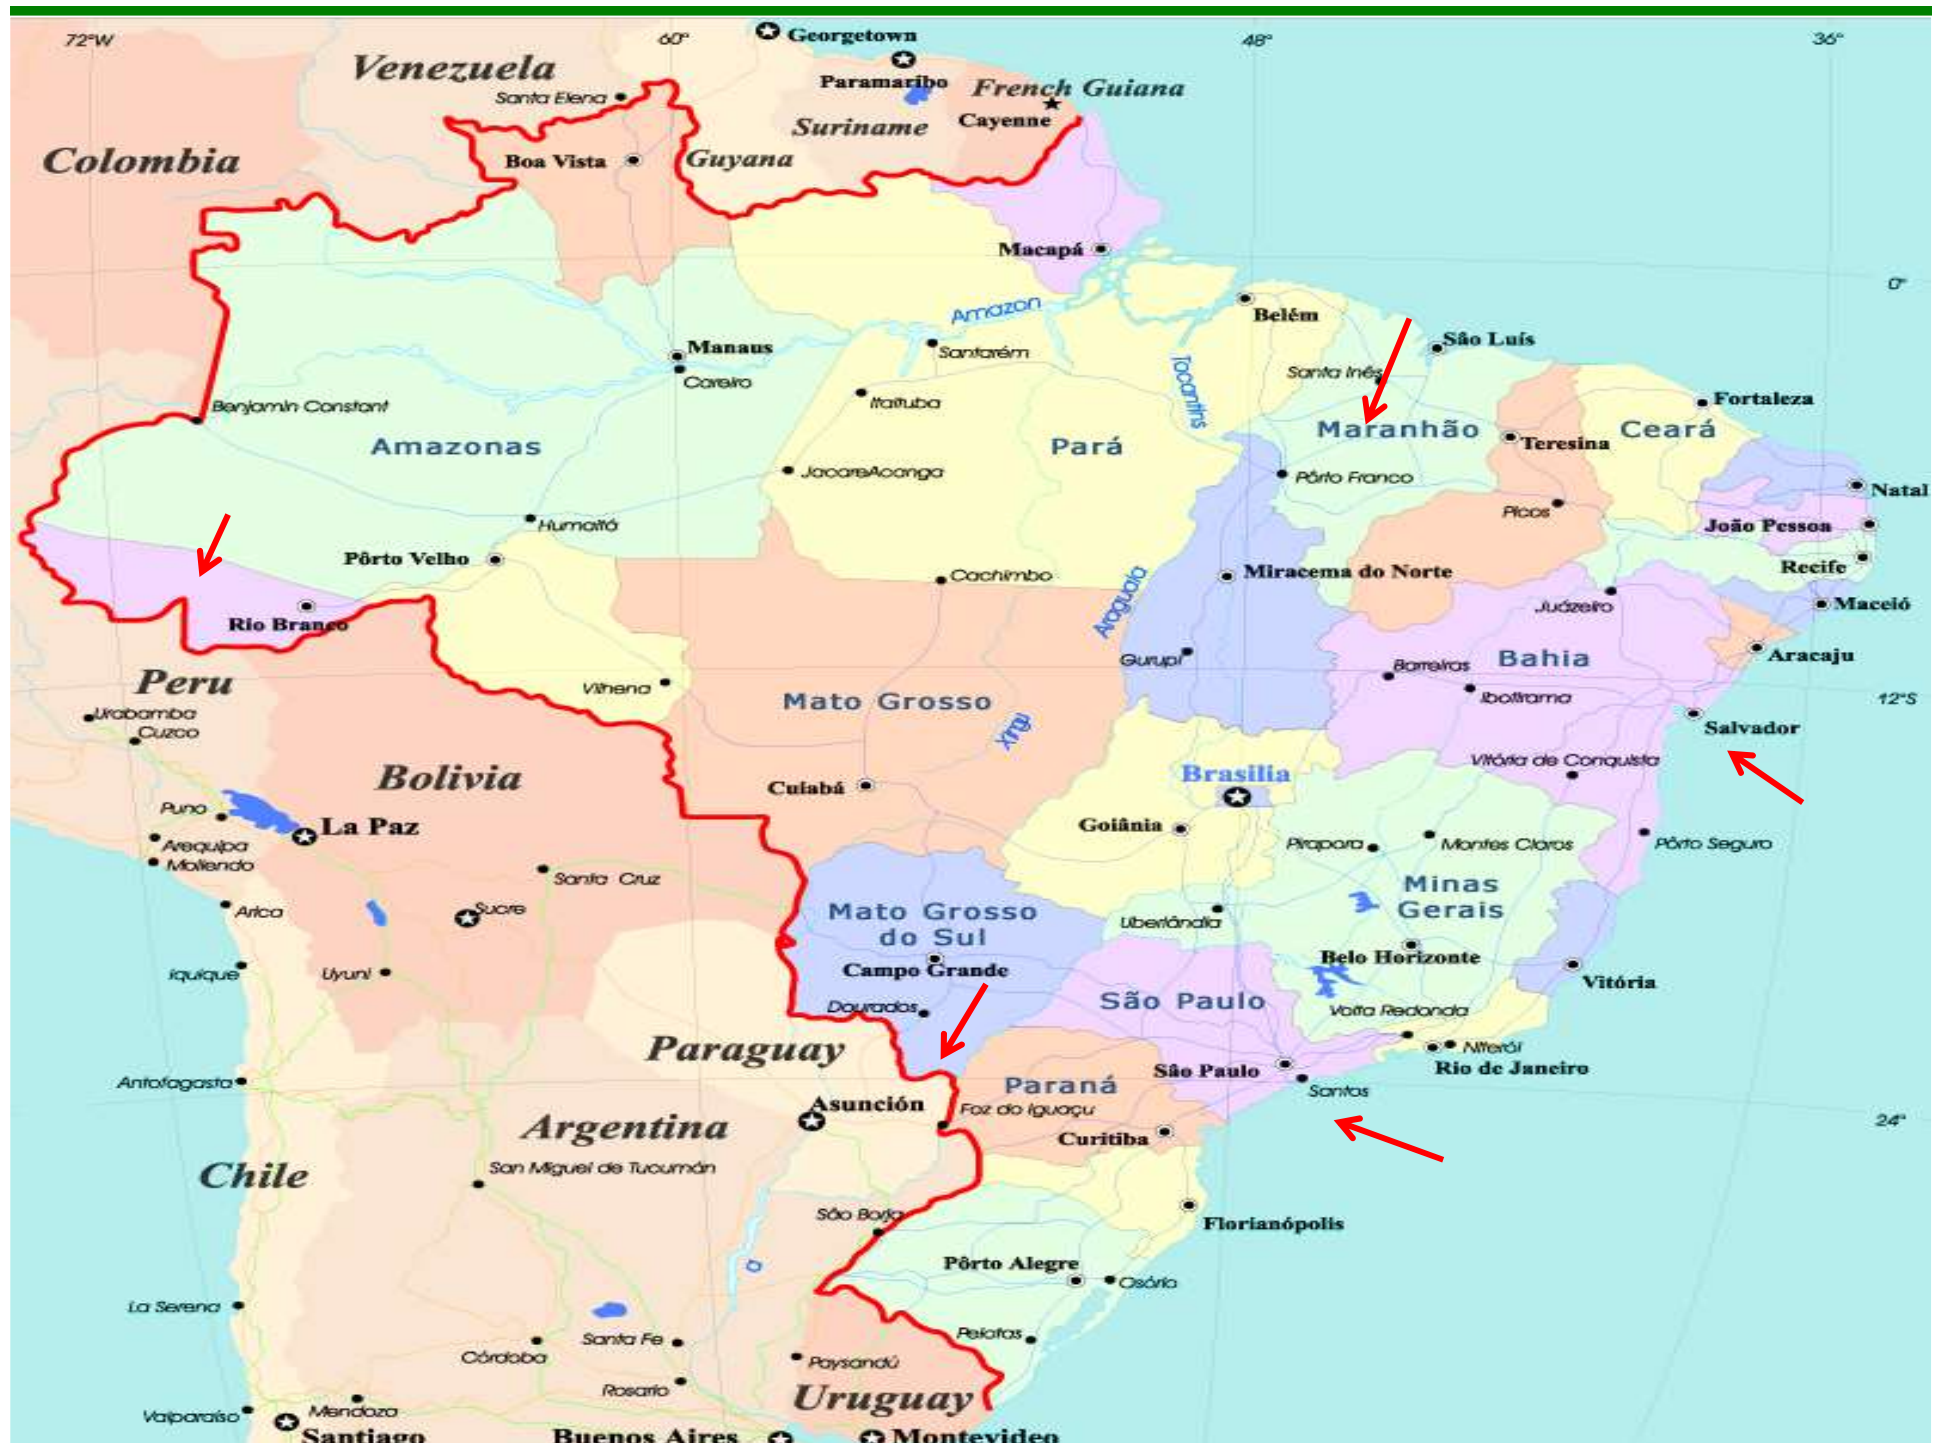 72°W
60°
48°
36°
Georgetown
Venezuela
Paramaribo
French Guiana
Santa Elena
Suriname
Cayenne
Colombia
Boa Vista
Guyana
Macapá
0°
Amazon
Belém
São Luís
Manaus
Santarém
Santa Inês
Careiro
Tocantins
Itaituba
Fortaleza
Benjamin Constant
Maranhão
Ceará
Amazonas
Pará
Teresina
JacareAcanga
Pôrto Franco
Natal
Picos
Humaitá
João Pessoa
Pôrto Velho
Recife
Cachimbo
Miracema do Norte
Araguaia
Juázeiro
Maceió
Rio Branco
Gurupi
Barreiras
Bahia
Aracaju
Peru
Vilhena
Mato Grosso
Ibotirama
12°S
Urabamba
Xingu
Salvador
Cuzco
Bolivia
Vitória de Conquista
Brasilia
Cuiabá
Puno
La Paz
Goiânia
Pirapora
Montes Claros
Pôrto Seguro
Arequipa
Mollendo
Santa Cruz
Minas
Gerais
Arica
Sucre
Mato Grosso
do Sul
Uberlândia
Belo Horizonte
Campo Grande
Iquique
Uyuni
Vitória
São Paulo
Dourados
Volta Redonda
Paraguay
Niterói
Rio de Janeiro
São Paulo
Antofagasta
Paraná
Santos
Asunción
Foz do Iguaçu
24°
Argentina
Curitiba
Chile
San Miguel de Tucumán
São Borja
Florianópolis
Pôrto Alegre
Osório
La Serena
Santa Fe
Pelotas
Córdoba
Paysandú
Rosario
Uruguay
Valparaíso
Mendoza
Santiago
Buenos Aires
Montevideo